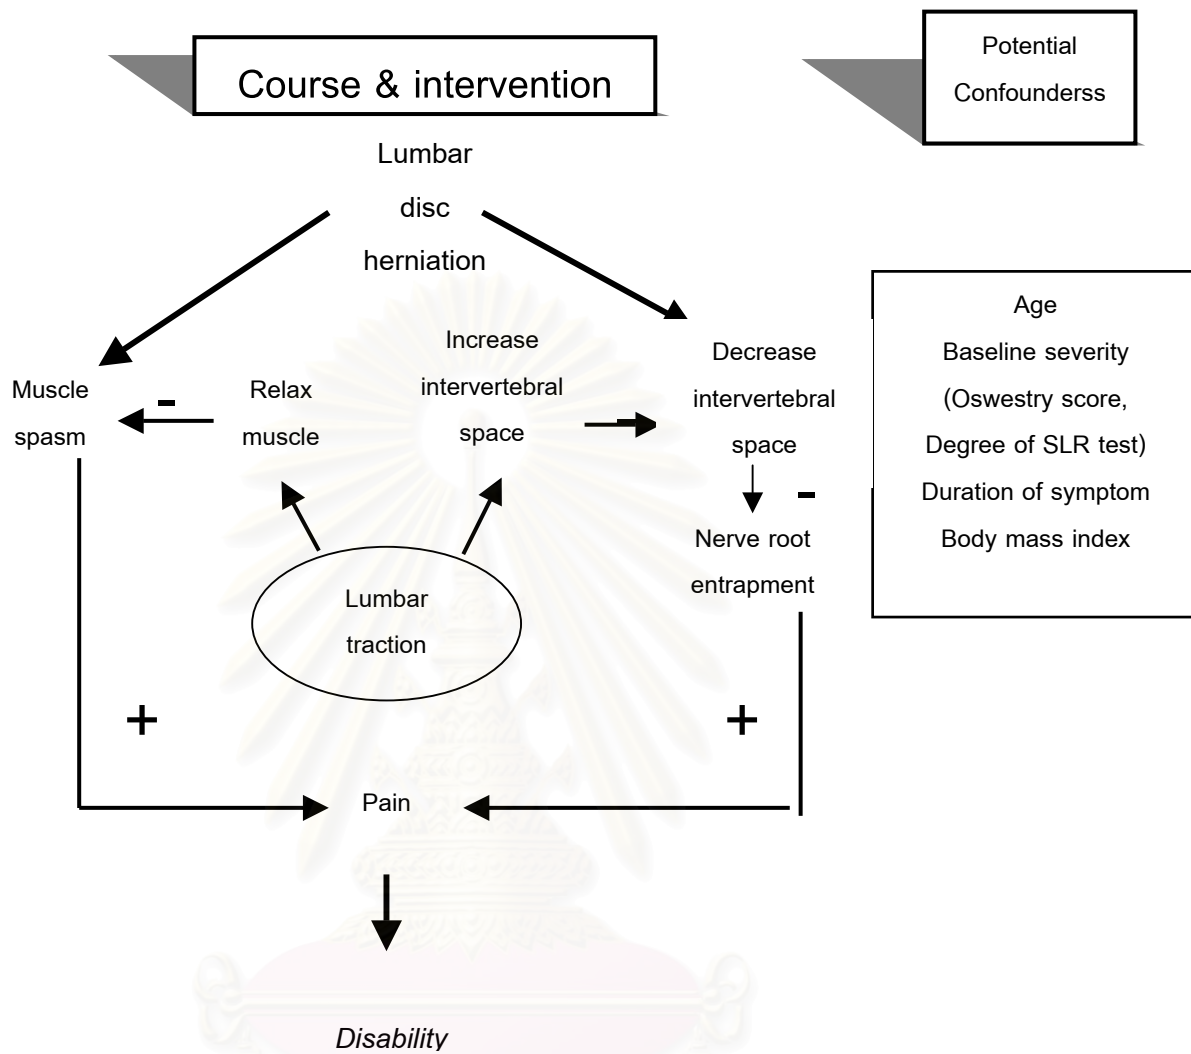 Course & intervention
Potential
Confounderss
Lumbar
disc
herniation
Muscle
spasm
-
Relax
muscle
Increase
intervertebral
space
-
Decrease
intervertebral
space
-
Nerve root
entrapment
Lumbar
traction
+
+
Pain
Disability
Age
Baseline severity
(Oswestry score,
Degree of SLR test)
Duration of symptom
Body mass index